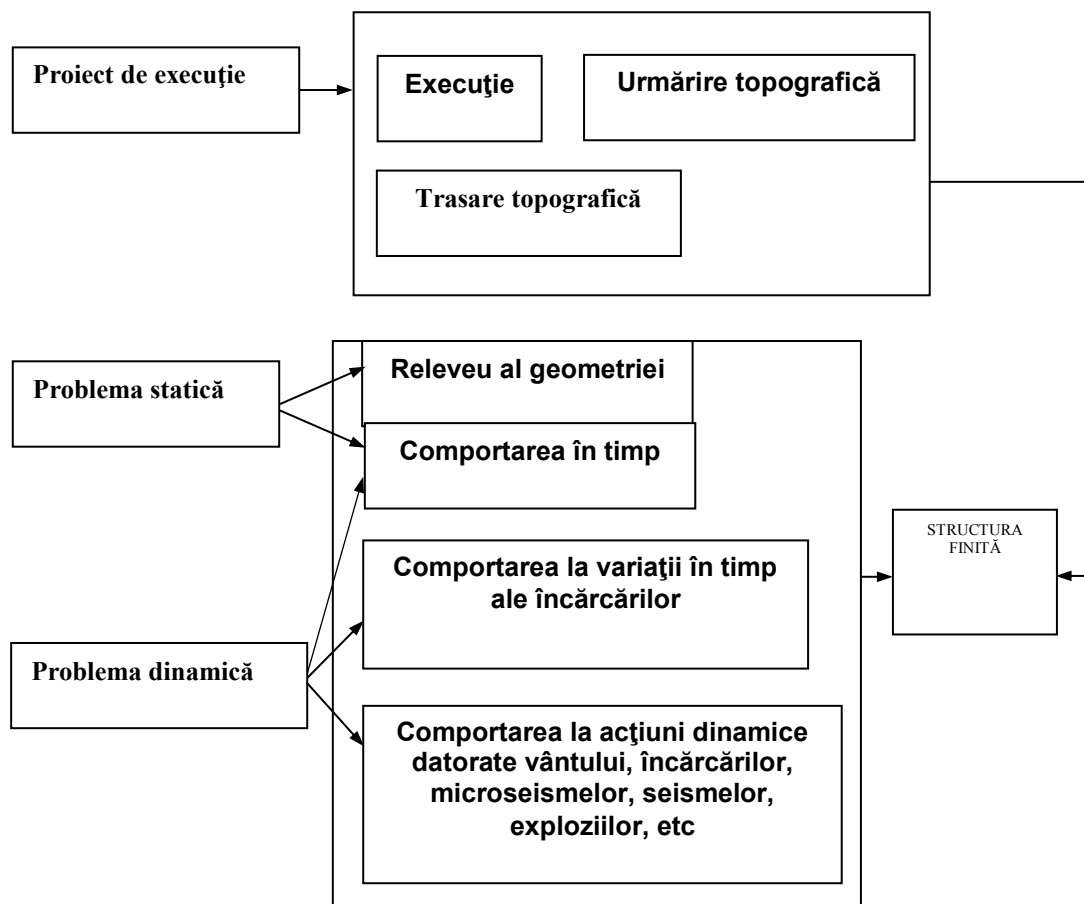 Proiect de execuţie
Execuţie
Urmărire topografică
Trasare topografică
Problema statică
Releveu al geometriei
Comportarea în timp
STRUCTURA
FINITĂ
Comportarea la variaţii în timp
ale încărcărilor
Problema dinamică
Comportarea la acţiuni dinamice
datorate vântului, încărcărilor,
microseismelor, seismelor,
exploziilor, etc